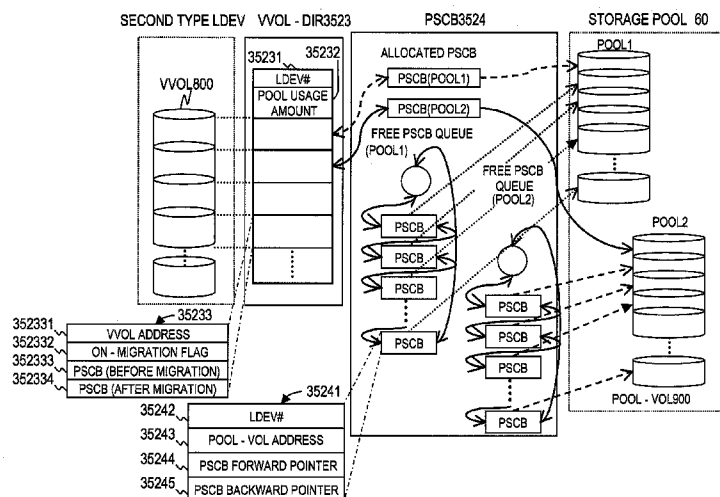 SECOND TYPE LDEV
VVOL - DIR3523
PSCB3524
STORAGE POOL 60
35231
35232
VVOL800
LDEV#
POOL USAGE
AMOUNT
ALLOCATED PSCB
PSCB(POOL1)
PSCB(POOL2)
FREE PSCB QUEUE
(POOL1)
FREE PSCB
QUEUE
(POOL2)
PSCB
PSCB
PSCB
PSCB
PSCB
PSCB
PSCB
PSCB
POOL1
POOL2
POOL - VOL900
35233
352331
VVOL ADDRESS
352332
ON - MIGRATION FLAG
352333
PSCB (BEFORE MIGRATION)
352334
PSCB (AFTER MIGRATION)
35241
35242
LDEV#
35243
POOL - VOL ADDRESS
35244
PSCB FORWARD POINTER
35245
PSCB BACKWARD POINTER